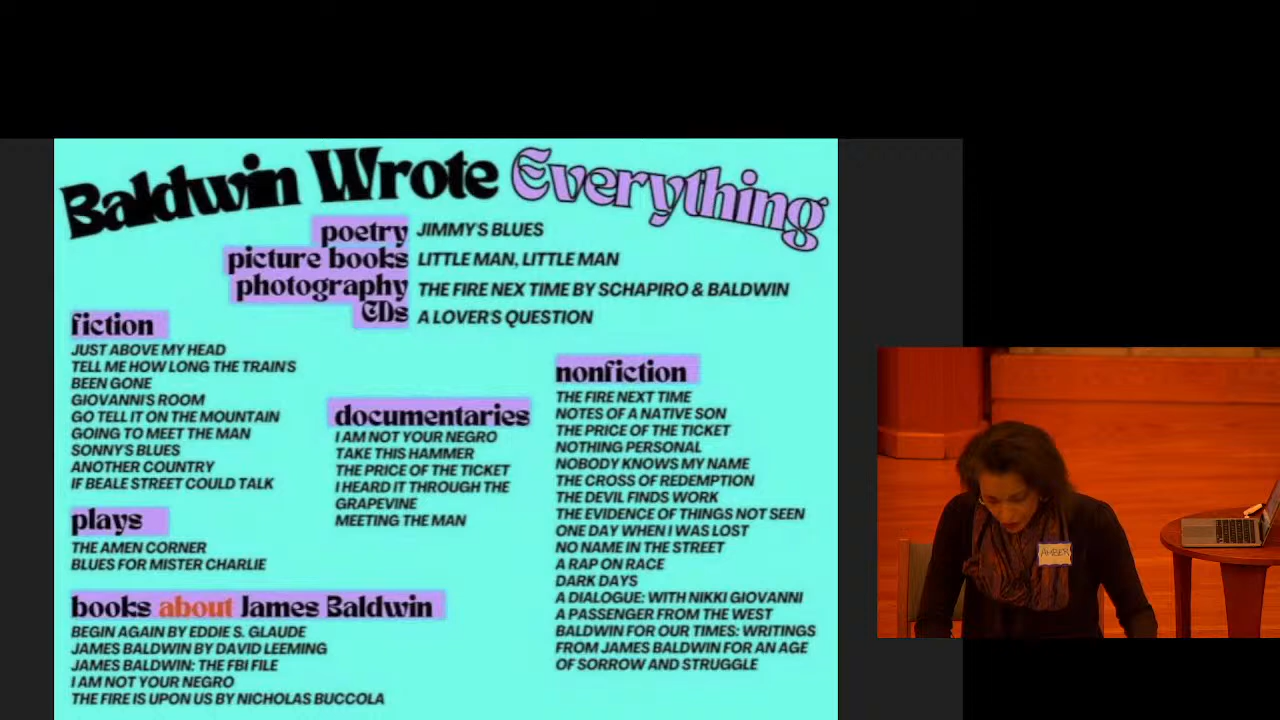 Baldwin Wrote Everything
poetry JIMMY'S BLUES
picture books LITTLE MAN, LITTLE MAN
photography THE FIRE NEX TIME BY SCHAPIRO & BALDWIN
CDs A LOVER'S QUESTION
fiction
JUST ABOVE MY HEAD
TELL ME HOW LONG THE TRAIN'S
BEEN GONE
GIOVANNI'S ROOM
GO TELL IT ON THE MOUNTAIN
GOING TO MEET THE MAN
SONNY'S BLUES
ANOTHER COUNTRY
IF BEALE STREET COULD TALK
plays
THE AMEN CORNER
BLUES FOR MISTER CHARLIE
documentaries
I AM NOT YOUR NEGRO
TAKE THIS HAMMER
THE PRICE OF THE TICKET
I HEARD IT THROUGH THE
GRAPEVINE
MEETING THE MAN
nonfiction
THE FIRE NEXT TIME
NOTES OF A NATIVE SON
THE PRICE OF THE TICKET
NOTHING PERSONAL
NOBODY KNOWS MY NAME
THE CROSS OF REDEMPTION
THE DEVIL FINDS WORK
THE EVIDENCE OF THINGS NOT SEEN
ONE DAY WHEN I WAS LOST
NO NAME IN THE STREET
A RAP ON RACE
DARK DAYS
A DIALOGUE: WITH NIKKI GIOVANNI
A PASSENGER FROM THE WEST
BALDWIN FOR OUR TIMES: WRITINGS
FROM JAMES BALDWIN FOR AN AGE
OF SORROW AND STRUGGLE
books about James Baldwin
BEGIN AGAIN BY EDDIE S. GLAUDE
JAMES BALDWIN BY DAVID LEEMING
JAMES BALDWIN: THE FBI FILE
I AM NOT YOUR NEGRO
THE FIRE IS UPON US BY NICHOLAS BUCCOLA
AMBER